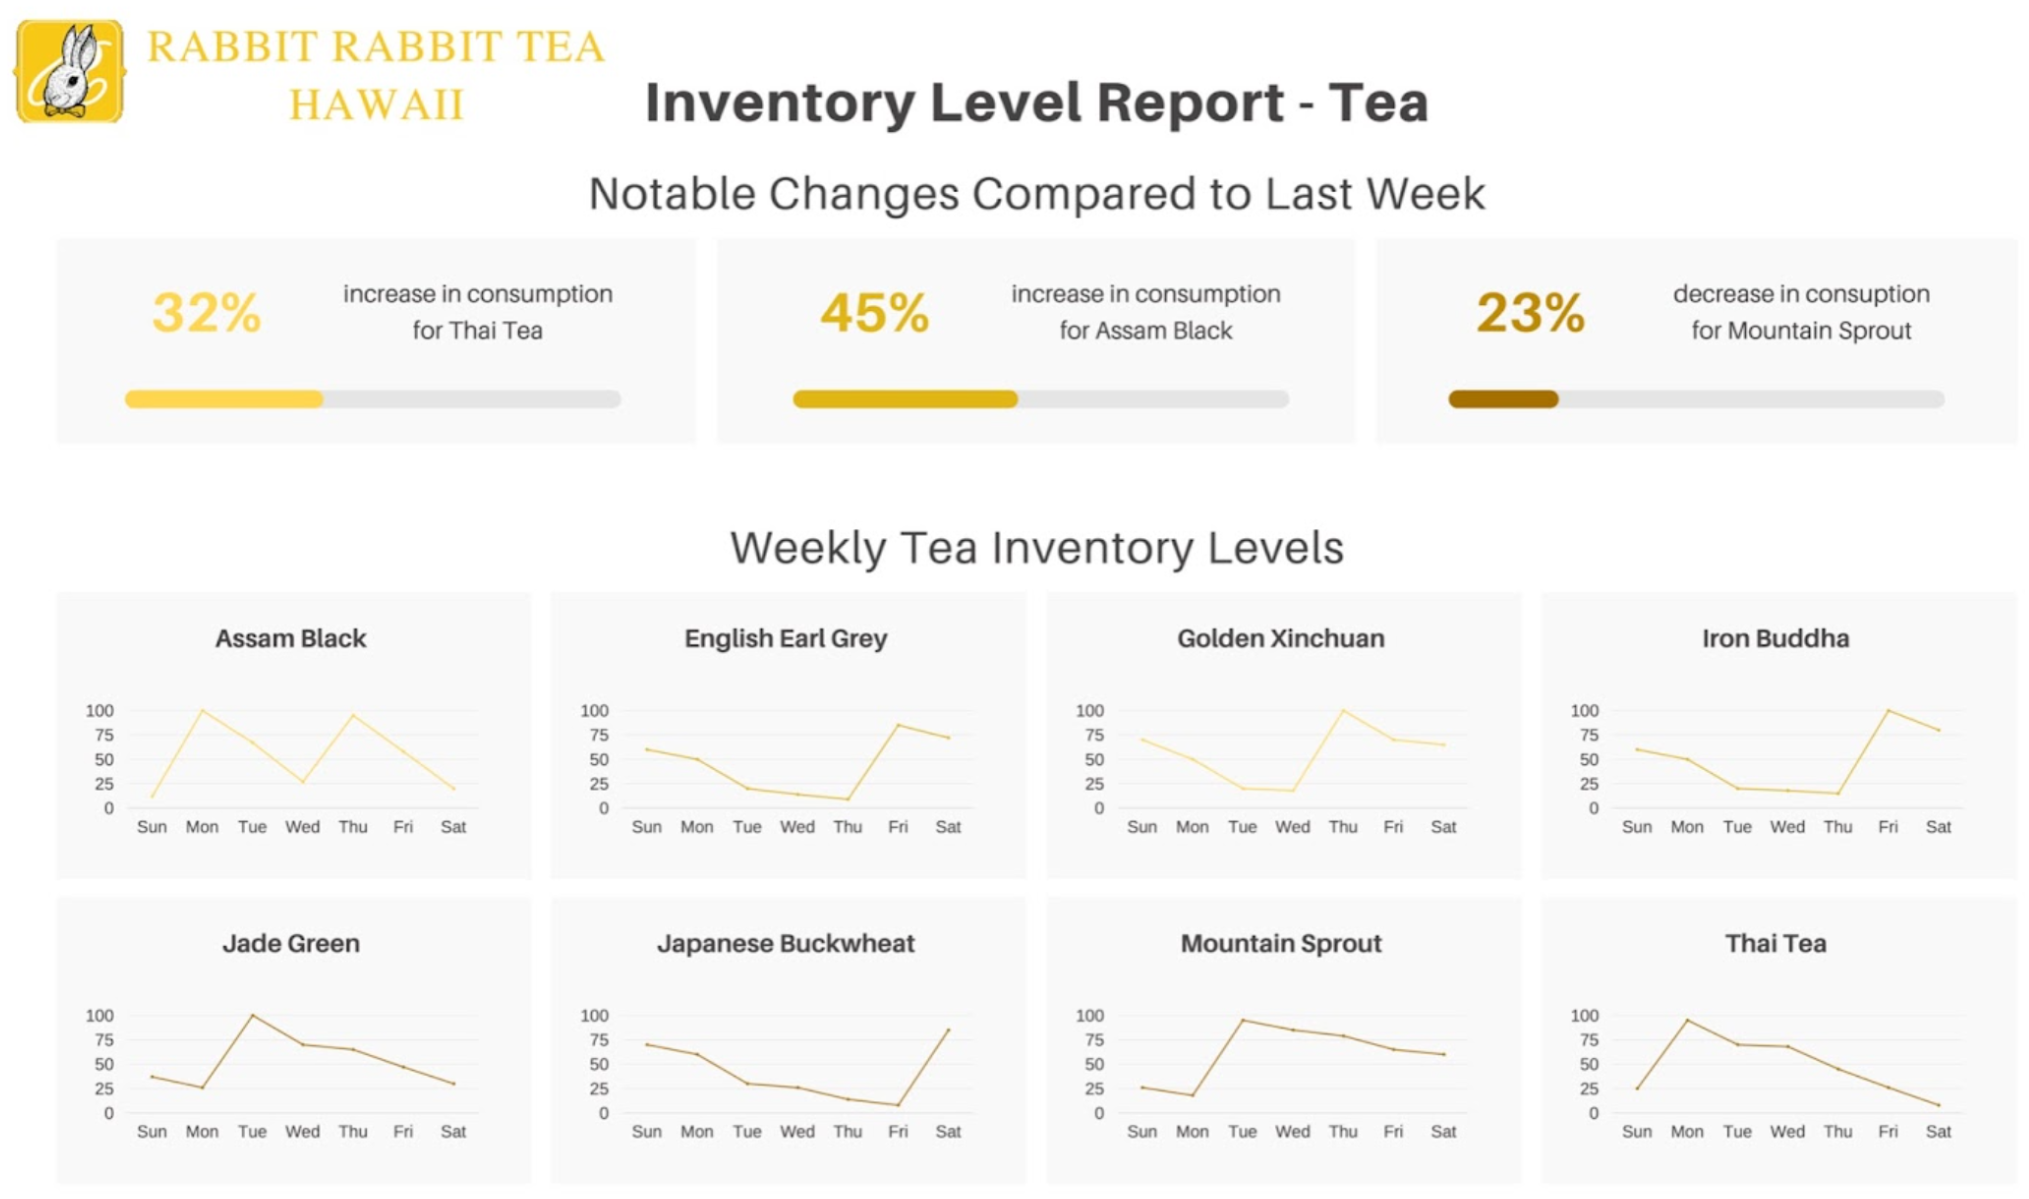 RABBIT RABBIT TEA
HAWAII
Inventory Level Report - Tea
Notable Changes Compared to Last Week
32%
increase in consumption
for Thai Tea
45%
increase in consumption
for Assam Black
23%
decrease in consuption
for Mountain Sprout
Weekly Tea Inventory Levels
Assam Black
100
75
50
25
0
Sun Mon Tue Wed Thu Fri Sat
English Earl Grey
100
75
50
25
0
Sun Mon Tue Wed Thu Fri Sat
Golden Xinchuan
100
75
50
25
0
Sun Mon Tue Wed Thu Fri Sat
Iron Buddha
100
75
50
25
0
Sun Mon Tue Wed Thu Fri Sat
Jade Green
100
75
50
25
0
Sun Mon Tue Wed Thu Fri Sat
Japanese Buckwheat
100
75
50
25
0
Sun Mon Tue Wed Thu Fri Sat
Mountain Sprout
100
75
50
25
0
Sun Mon Tue Wed Thu Fri Sat
Thai Tea
100
75
50
25
0
Sun Mon Tue Wed Thu Fri Sat